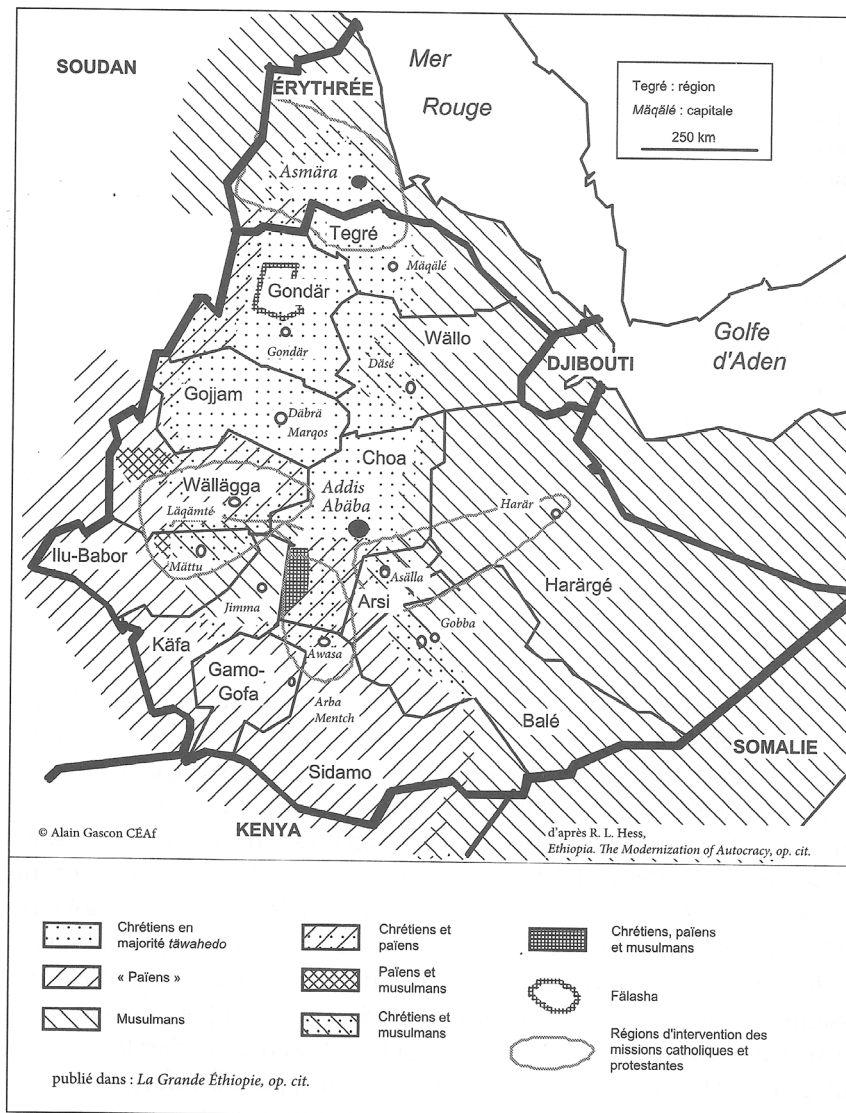 SOUDAN
Mer
Rouge
ÉRYTHRÉE
Tegré : région
Mäqälé : capitale
250 km
Asmära
Tegré
Mäqälé
Gondär
Gondär
Wällo
Golfe
d'Aden
Däsé
DJIBOUTI
Gojjam
Däbrä
Marqos
Choa
Wällägga
Addis
Abäba
Läqämté
Harär
Ilu-Babor
Mättu
Asälla
Harärgé
Jimma
Arsi
Gobba
Käfa
Awasa
Gamo-
Gofa
Arba
Mentch
Balé
SOMALIE
Sidamo
KENYA
© Alain Gascon CÉAf
d'après R. L. Hess,
Ethiopia. The Modernization of Autocracy, op. cit.
Chrétiens en
majorité täwahedo
« Païens »
Musulmans
Chrétiens et
païens
Païens et
musulmans
Chrétiens et
musulmans
Chrétiens, païens
et musulmans
Fälasha
Régions d'intervention des
missions catholiques et
protestantes
publié dans : La Grande Éthiopie, op. cit.